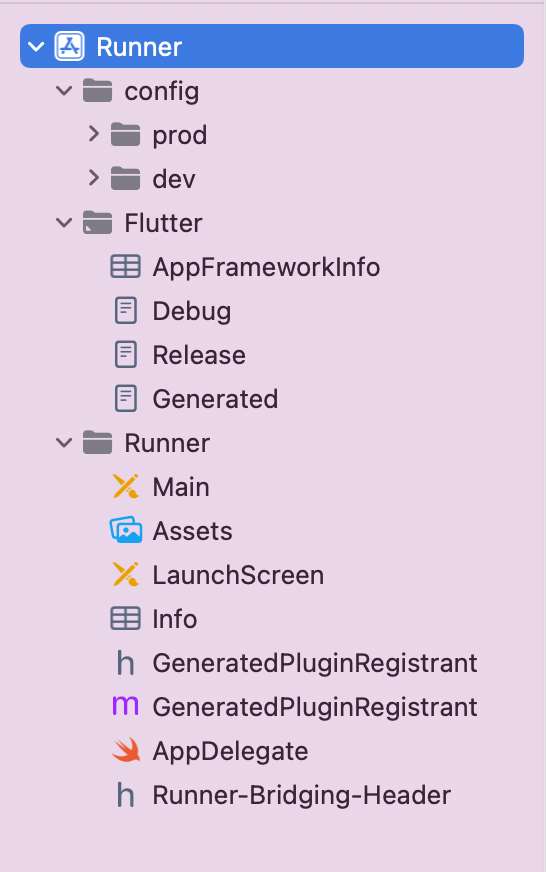 Runner
config
prod
dev
Flutter
AppFrameworkInfo
Debug
Release
Generated
Runner
Main
Assets
LaunchScreen
Info
h GeneratedPluginRegistrant
m GeneratedPluginRegistrant
AppDelegate
h Runner-Bridging-Header